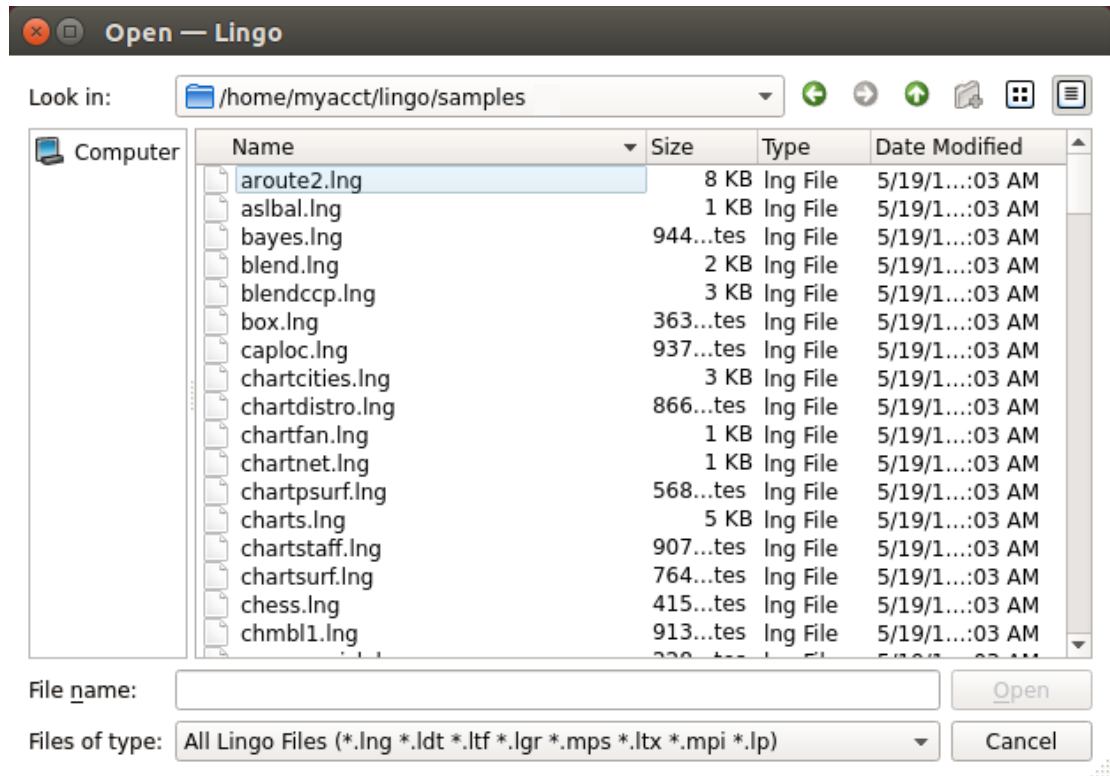 Open — Lingo
Look in: /home/myacct/lingo/samples
Computer
Name Size Type Date Modified
aroute2.lng 8 KB lng File 5/19/1...:03 AM
aslbal.lng 1 KB lng File 5/19/1...:03 AM
bayes.lng 944...tes lng File 5/19/1...:03 AM
blend.lng 2 KB lng File 5/19/1...:03 AM
blendccp.lng 3 KB lng File 5/19/1...:03 AM
box.lng 363...tes lng File 5/19/1...:03 AM
caploc.lng 937...tes lng File 5/19/1...:03 AM
chartcities.lng 3 KB lng File 5/19/1...:03 AM
chartdistro.lng 866...tes lng File 5/19/1...:03 AM
chartfan.lng 1 KB lng File 5/19/1...:03 AM
chartnet.lng 1 KB lng File 5/19/1...:03 AM
chartpsurf.lng 568...tes lng File 5/19/1...:03 AM
charts.lng 5 KB lng File 5/19/1...:03 AM
chartstaff.lng 907...tes lng File 5/19/1...:03 AM
chartsurf.lng 764...tes lng File 5/19/1...:03 AM
chess.lng 415...tes lng File 5/19/1...:03 AM
chmbl1.lng 913...tes lng File 5/19/1...:03 AM
File name: Open
Files of type: All Lingo Files (*.lng *.ldt *.ltf *.lgr *.mps *.ltx *.mpi *.lp) Cancel